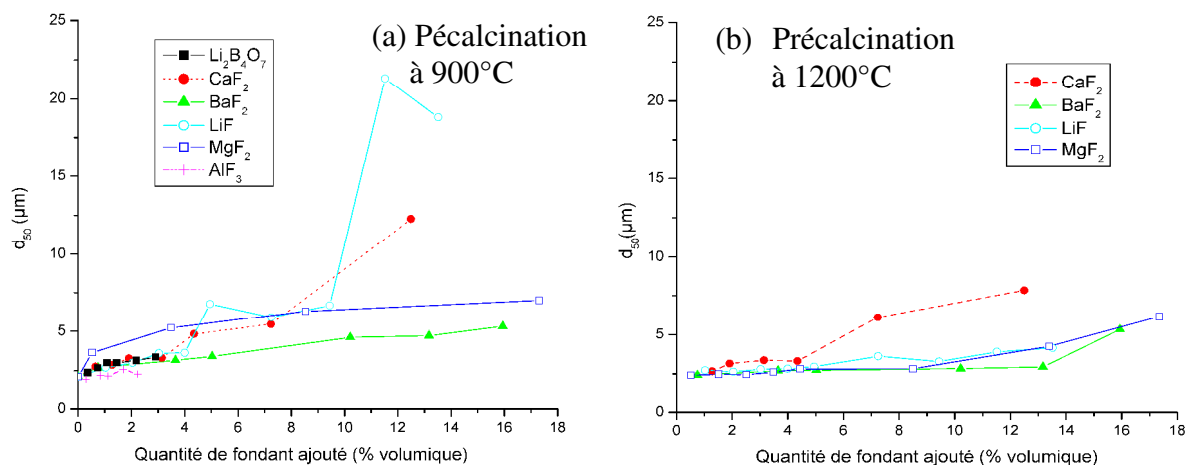 (a) Pécalcination
à 900°C
25
20
15
10
5
0
d₅₀ (µm)
Li₂B₄O₇
CaF₂
BaF₂
LiF
MgF₂
AlF₃
0 2 4 6 8 10 12 14 16 18
Quantité de fondant ajouté (% volumique)
(b) Précalcination
à 1200°C
25
20
15
10
5
0
d₅₀(µm)
CaF₂
BaF₂
LiF
MgF₂
0 2 4 6 8 10 12 14 16 18
Quantité de fondant ajouté (% volumique)